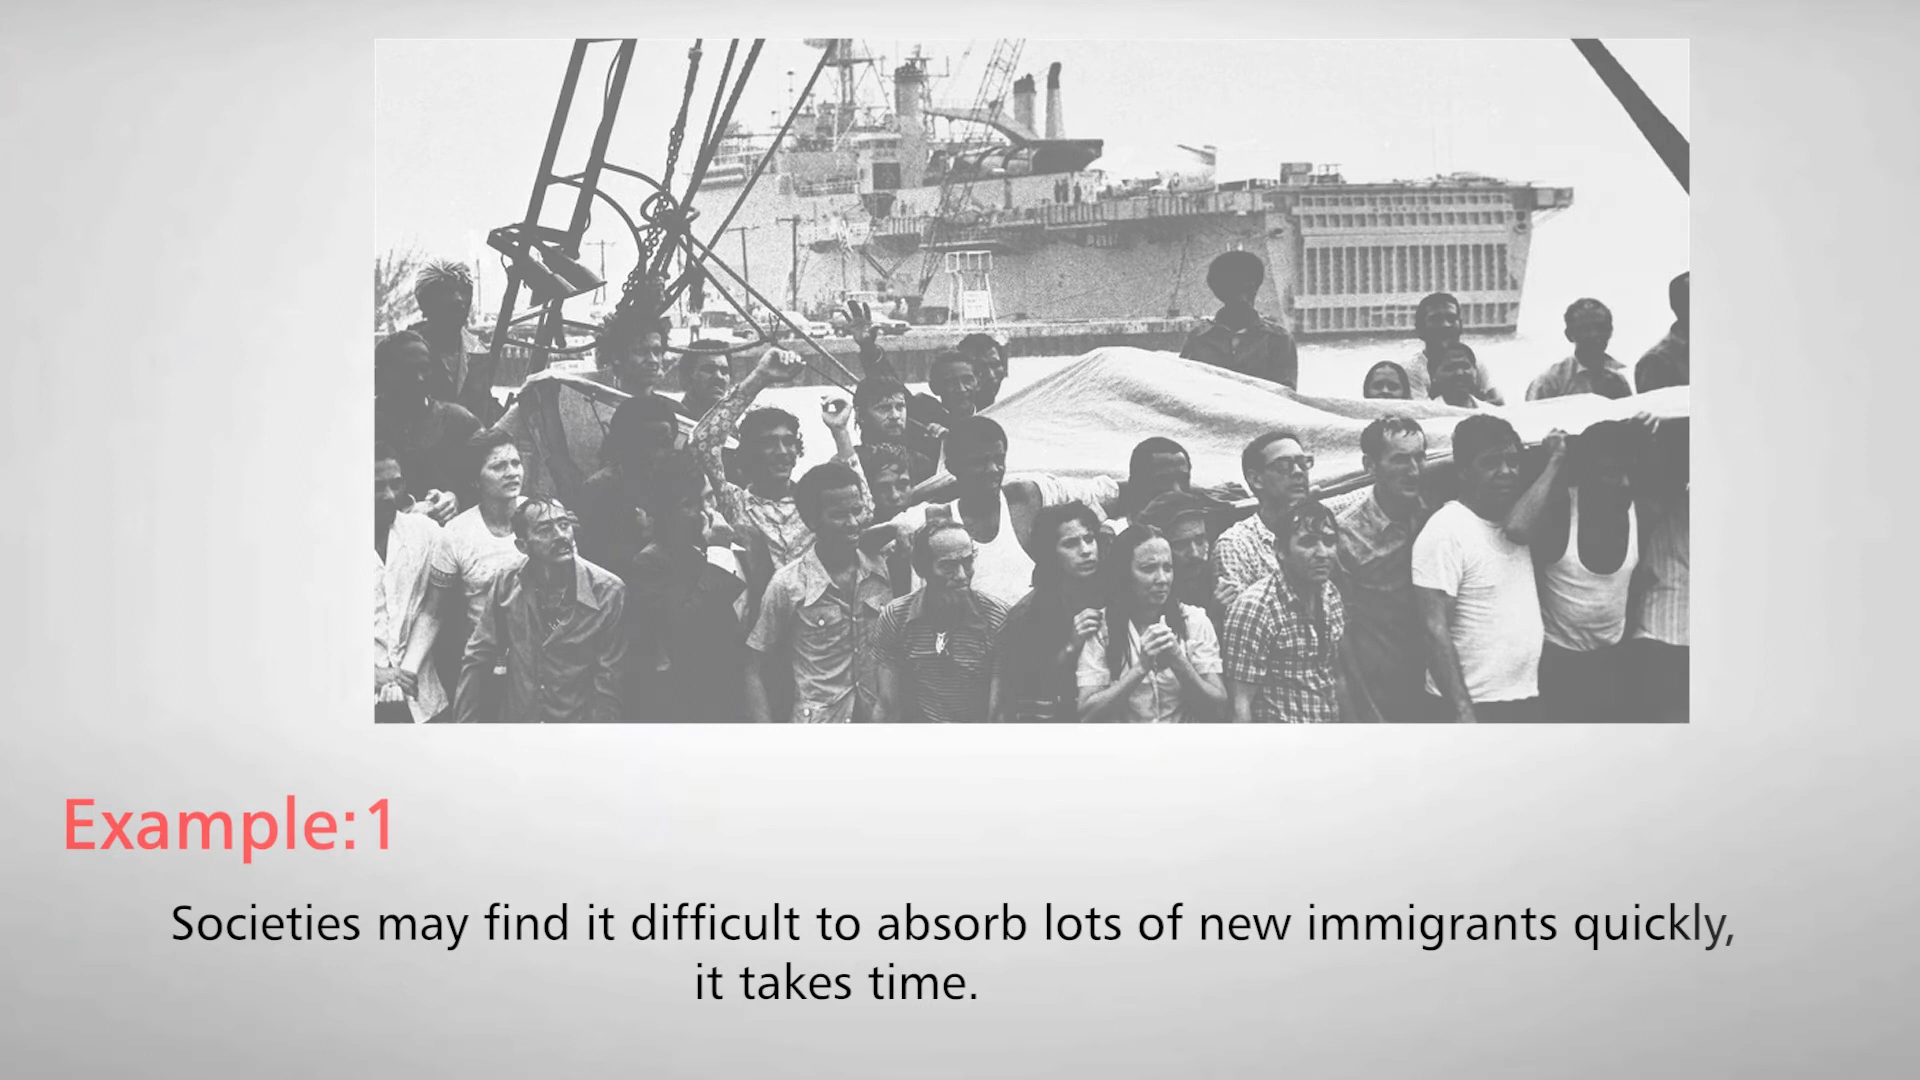 Example:1
Societies may find it difficult to absorb lots of new immigrants quickly,
it takes time.